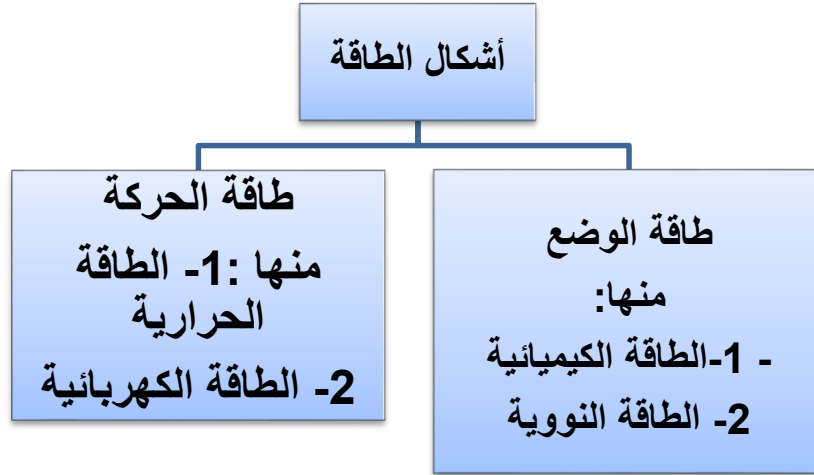 أشكال الطاقة
طاقة الوضع
منها:
- 1-الطاقة الكيميائية
2- الطاقة النووية
طاقة الحركة
منها :1- الطاقة
الحرارية
2- الطاقة الكهربائية